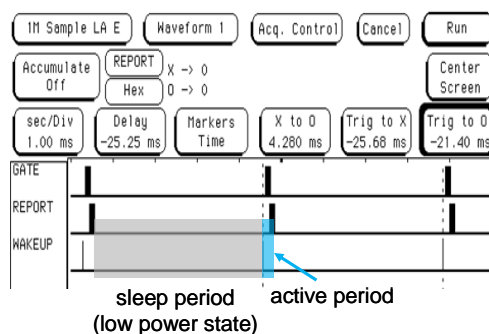 1M Sample LA E
Waveform 1
Acq. Control
Cancel
Run
Accumulate
Off
REPORT
X -> 0
Hex
O -> 0
Center
Screen
sec/Div
1.00 ms
Delay
-25.25 ms
Markers
Time
X to O
4.280 ms
Trig to X
-25.68 ms
Trig to O
-21.40 ms
GATE
REPORT
WAKEUP
sleep period
(low power state)
active period